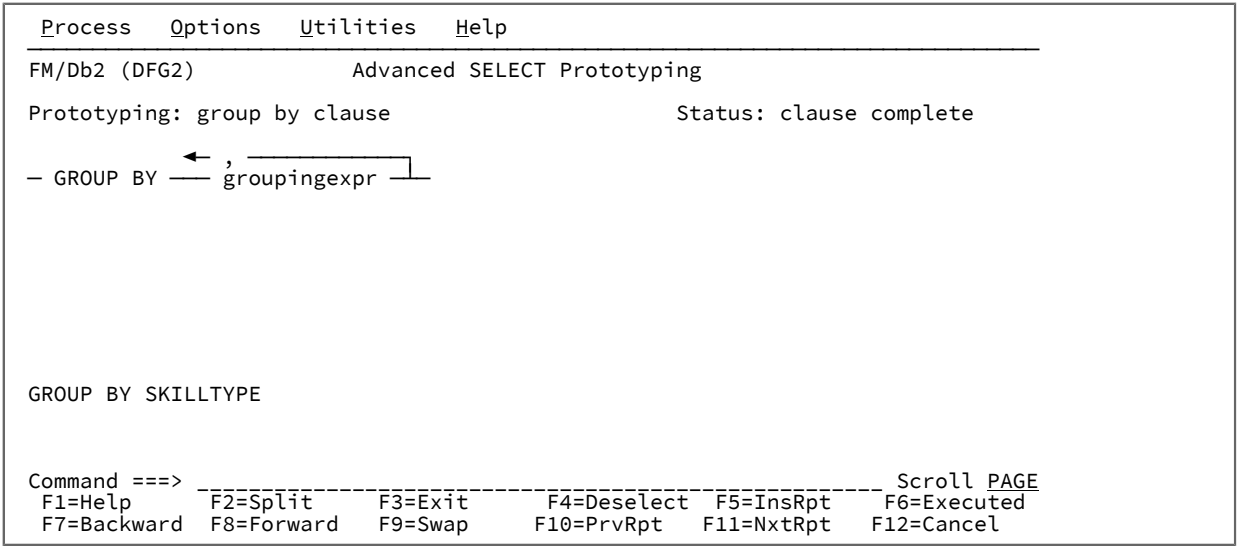 Process Options Utilities Help
FM/Db2 (DFG2) Advanced SELECT Prototyping
Prototyping: group by clause Status: clause complete
,
GROUP BY groupingexpr
GROUP BY SKILLTYPE
Command ===> Scroll PAGE
F1=Help F2=Split F3=Exit F4=Deselect F5=InsRpt F6=Executed
F7=Backward F8=Forward F9=Swap F10=PrvRpt F11=NxtRpt F12=Cancel